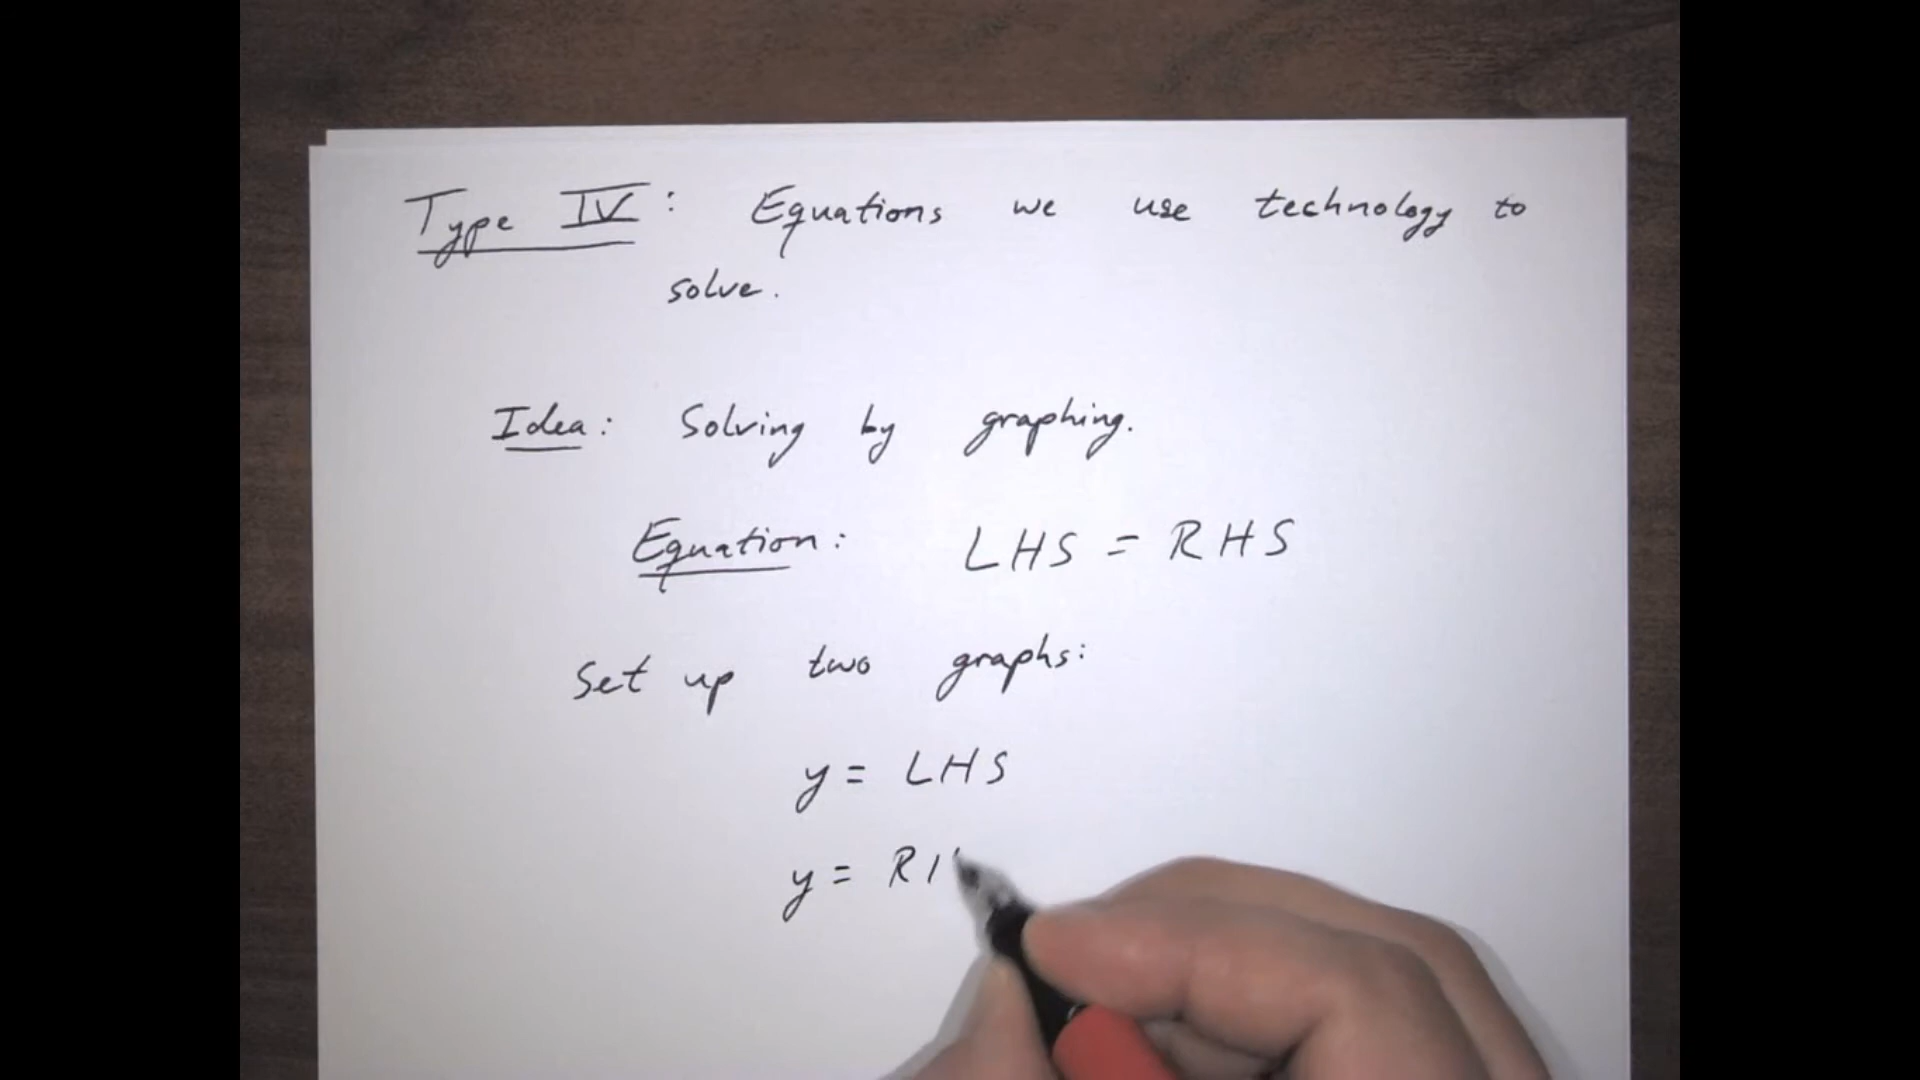 Type IV: Equations we use technology to
solve.
Idea: Solving by graphing.
Equation: LHS = RHS
Set up two graphs:
y = LHS
y = R